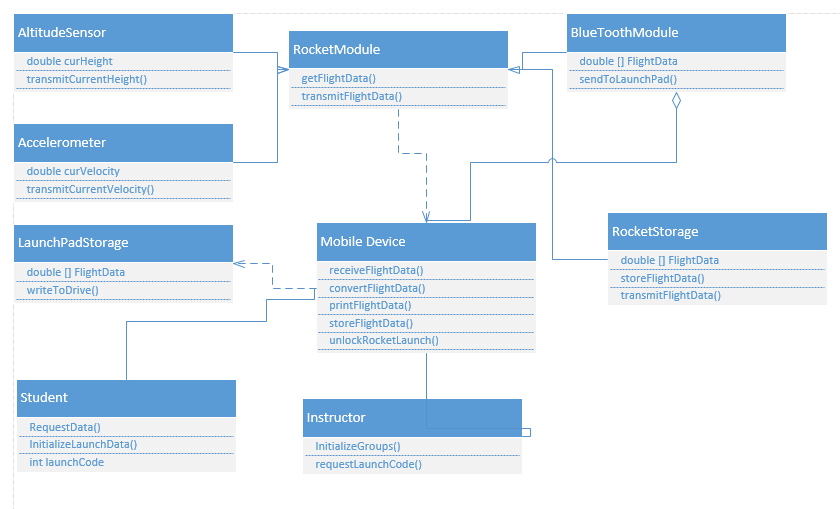 AltitudeSensor
double curHeight
transmitCurrentHeight()
RocketModule
getFlightData()
transmitFlightData()
BlueToothModule
double [] FlightData
sendToLaunchPad()
Accelerometer
double curVelocity
transmitCurrentVelocity()
LaunchPadStorage
double [] FlightData
writeToDrive()
Mobile Device
receiveFlightData()
convertFlightData()
printFlightData()
storeFlightData()
unlockRocketLaunch()
RocketStorage
double [] FlightData
storeFlightData()
transmitFlightData()
Student
RequestData()
InitializeLaunchData()
int launchCode
Instructor
InitializeGroups()
requestLaunchCode()